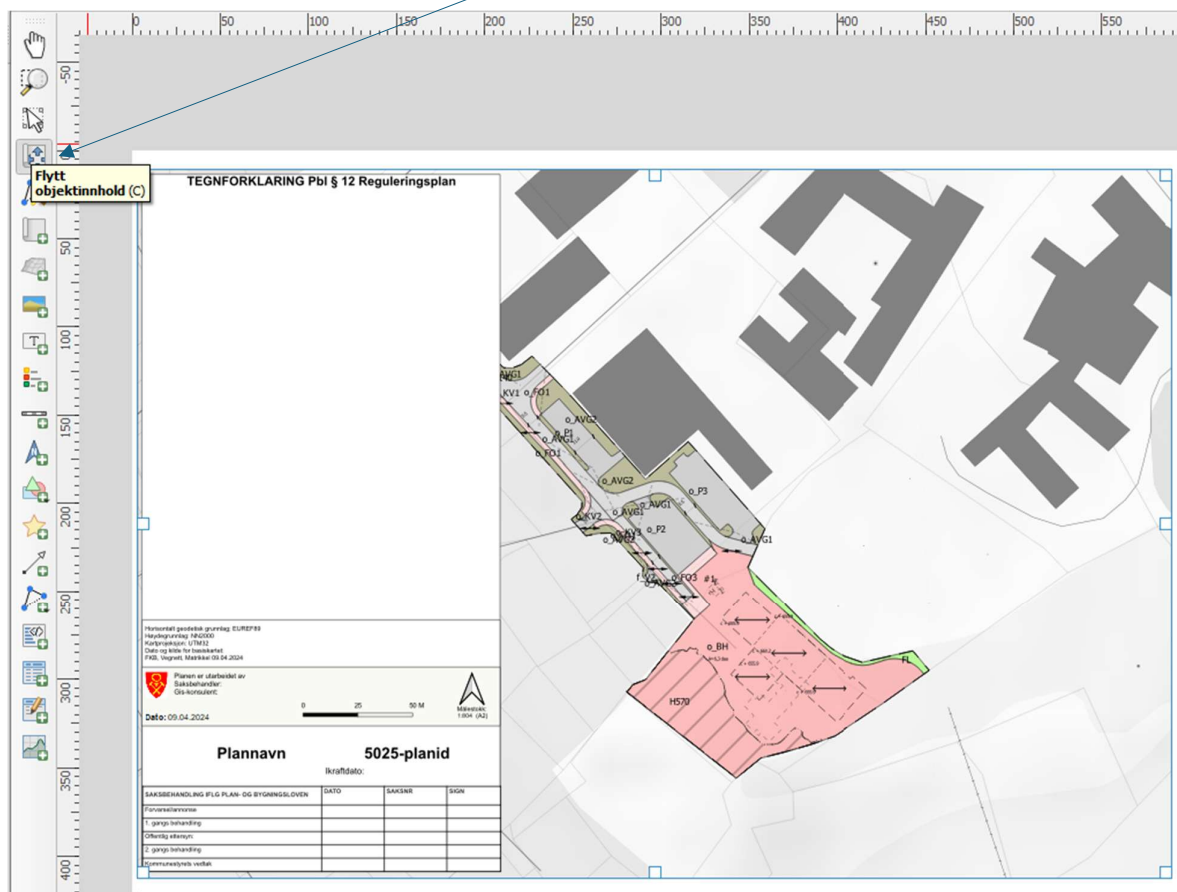 0 50 100 150 200 250 300 350 400 450 500 550
-50
0
50
100
150
200
250
300
350
400
Flytt
objektinnhold (C)
TEGNFORKLARING Pbl § 12 Reguleringsplan
AVG1
KV1
o_FO1
o_AVG2
o_P1
o_AVG1
o_FO1
o_AVG2
o_P3
o_AVG1
o_KV2
o_AVG1
o_P2
o_AVG1
FO3
#1
o_BH
FL
H570
Horisontalt geodetisk grunnlag: EUREF89
Høydegrunnlag: NN2000
Kartprojeksjon: UTM32
Dato og kilde for basiskartet:
FKB, Vegnett, Matrikkel 09.04.2024
Planen er utarbeidet av
Saksbehandler:
Gis-konsulent:
0 25 50 M
Målestokk:
1:804 (A2)
Dato: 09.04.2024
Plannavn 5025-planid
Ikraftdato:
SAKSBEHANDLING IFLG PLAN- OG BYGNINGSLOVEN DATO SAKSNR SIGN
1. gangs behandling
Offentlig ettersyn:
2. gangs behandling
Kommunestyrets vedtak